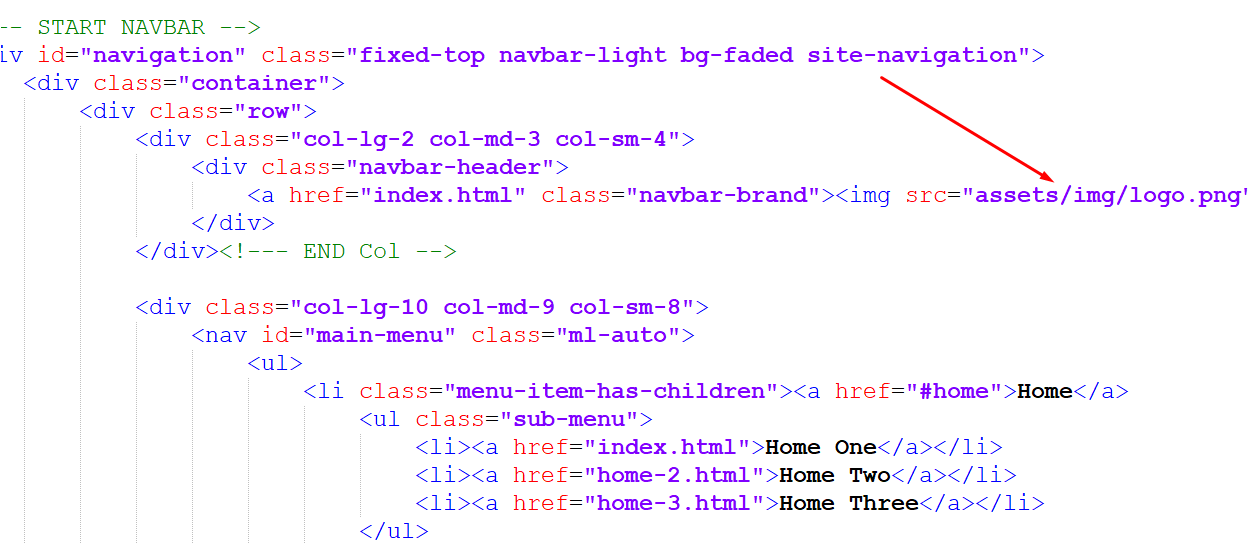 -- START NAVBAR -->
iv id="navigation" class="fixed-top navbar-light bg-faded site-navigation">
<div class="container">
<div class="row">
<div class="col-lg-2 col-md-3 col-sm-4">
<div class="navbar-header">
<a href="index.html" class="navbar-brand"><img src="assets/img/logo.png"
</div>
</div><!--- END Col -->
<div class="col-lg-10 col-md-9 col-sm-8">
<nav id="main-menu" class="ml-auto">
<ul>
<li class="menu-item-has-children"><a href="#home">Home</a>
<ul class="sub-menu">
<li><a href="index.html">Home One</a></li>
<li><a href="home-2.html">Home Two</a></li>
<li><a href="home-3.html">Home Three</a></li>
</ul>